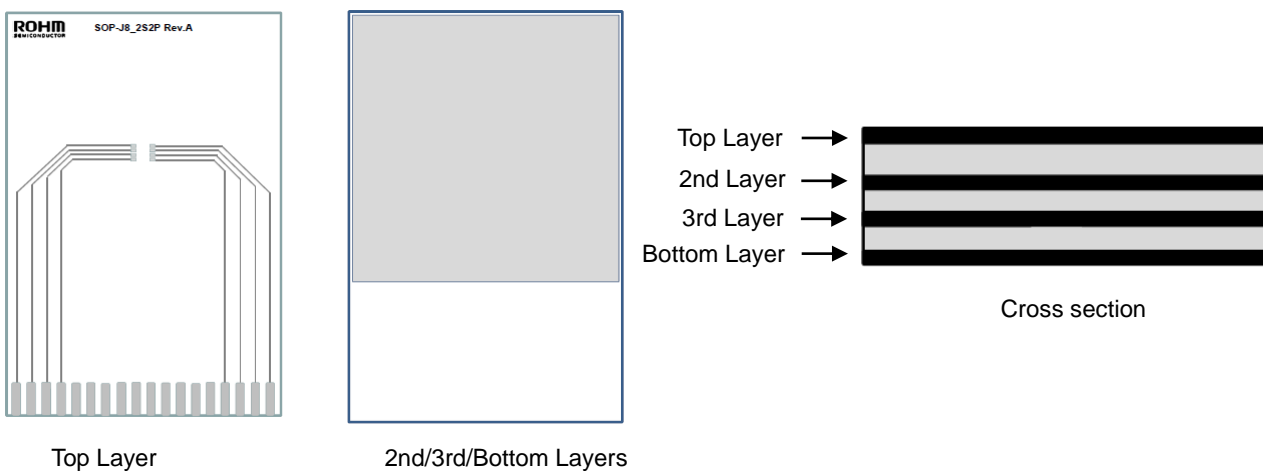 ROHM
SEMICONDUCTOR
SOP-J8_2S2P Rev.A
Top Layer
2nd/3rd/Bottom Layers
Top Layer
2nd Layer
3rd Layer
Bottom Layer
Cross section